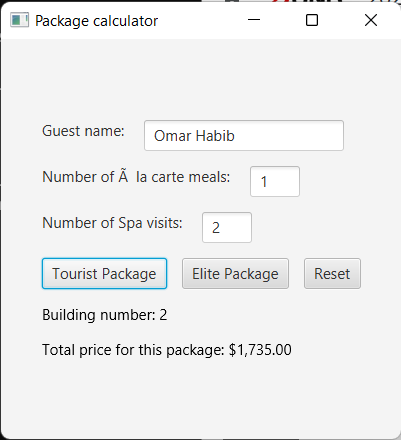 Package calculator
Guest name: Omar Habib
Number of Ã la carte meals: 1
Number of Spa visits: 2
Tourist Package Elite Package Reset
Building number: 2
Total price for this package: $1,735.00